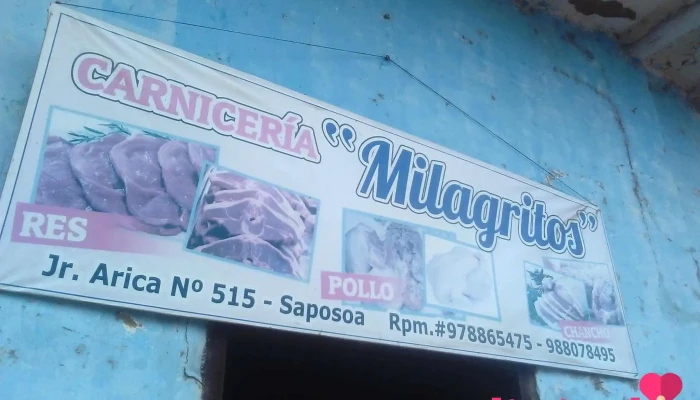 CARNICERÍA "Milagritos"
RES
POLLO
CHANCHO
Jr. Arica Nº 515 - Saposoa Rpm.#978865475 - 988078495